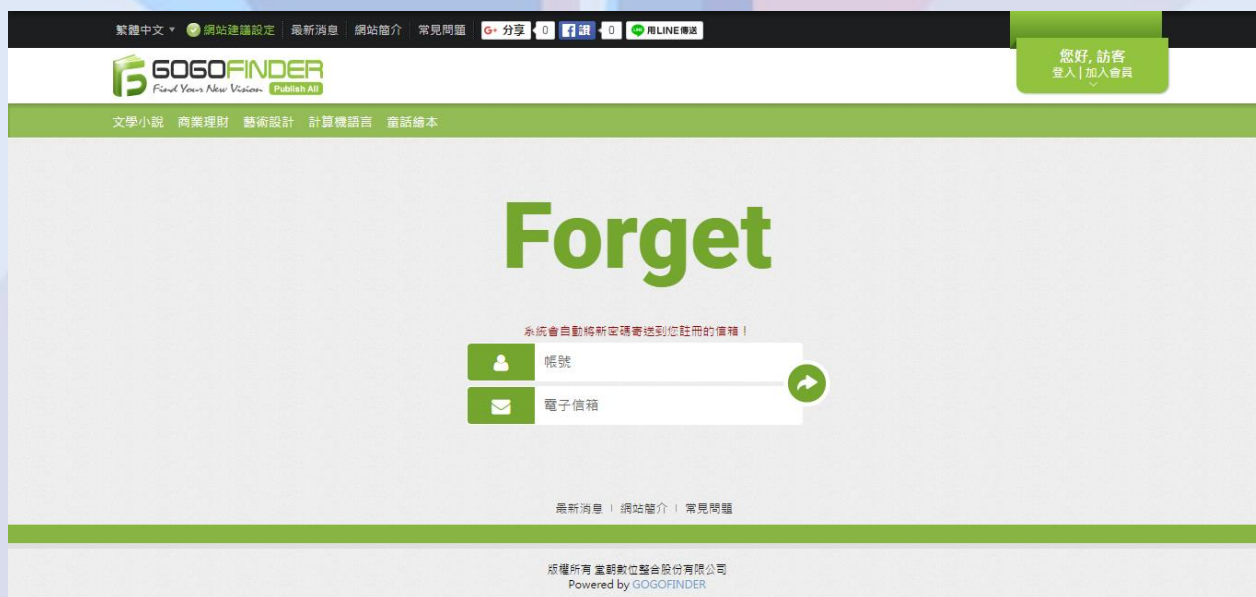 繁體中文 ▼ 網站建議設定 最新消息 網站簡介 常見問題 G+ 分享 0 f 讚 0 用LINE傳送
您好, 訪客
登入 | 加入會員
GOGOFINDER
Find Your New Vision Publish All
文學小說 商業理財 藝術設計 計算機語言 童話繪本
Forget
系統會自動將新密碼寄送到您註冊的信箱！
帳號
電子信箱
最新消息 | 網站簡介 | 常見問題
版權所有 宣朝數位整合股份有限公司
Powered by GOGOFINDER